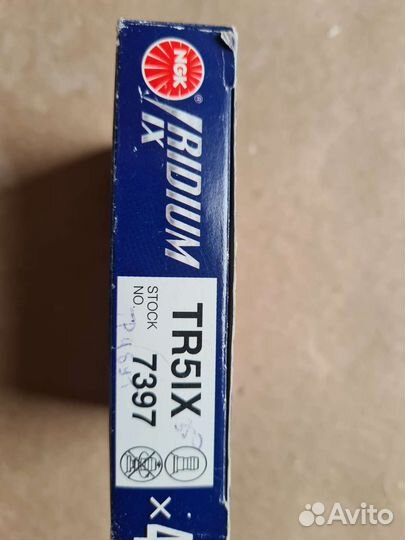 NGK
®
IRIDIUM
IX
TR5IX
STOCK
NO.
7397
× 4
Avito